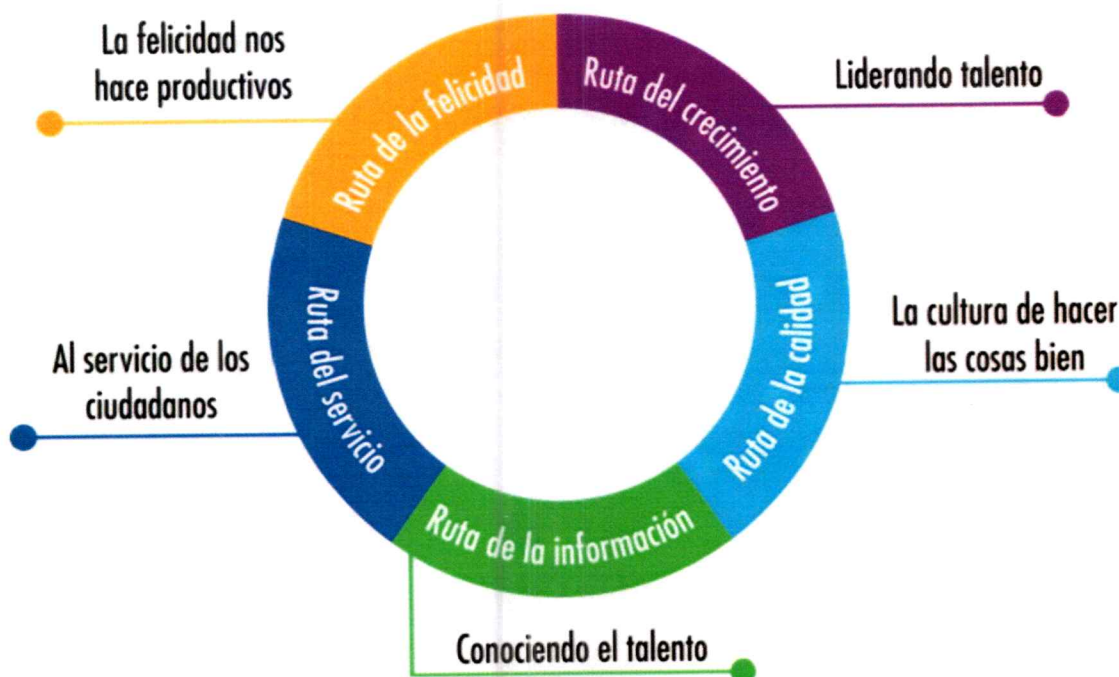 La felicidad nos
hace productivos
Ruta de la felicidad
Ruta del crecimiento
Liderando talento
Ruta de la calidad
La cultura de hacer
las cosas bien
Ruta de la información
Conociendo el talento
Ruta del servicio
Al servicio de los
ciudadanos